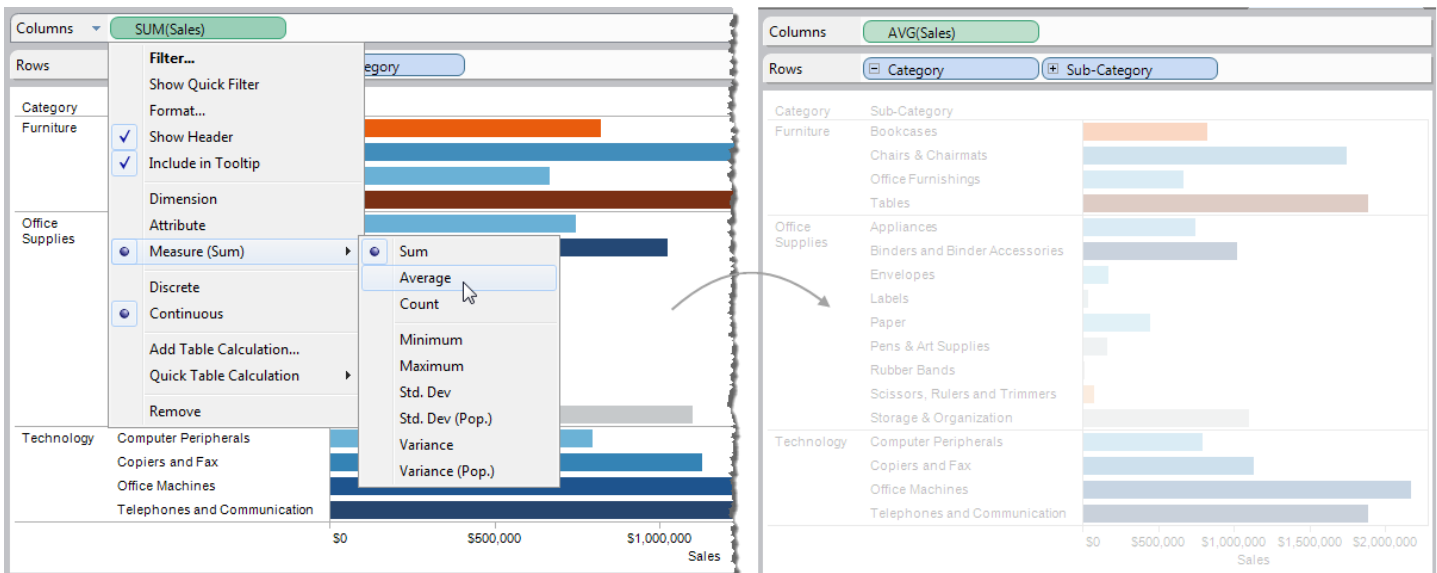 Columns SUM(Sales)
Rows egory
Filter...
Show Quick Filter
Format...
Show Header
Include in Tooltip
Dimension
Attribute
Measure (Sum)
Discrete
Continuous
Add Table Calculation...
Quick Table Calculation
Remove
Sum
Average
Count
Minimum
Maximum
Std. Dev
Std. Dev (Pop.)
Variance
Variance (Pop.)
Category
Furniture
Office
Supplies
Technology Computer Peripherals
Copiers and Fax
Office Machines
Telephones and Communication
$0 $500,000 $1,000,000
Sales
Columns AVG(Sales)
Rows Category Sub-Category
Category Sub-Category
Furniture Bookcases
Chairs & Chairmats
Office Furnishings
Tables
Office Supplies Appliances
Binders and Binder Accessories
Envelopes
Labels
Paper
Pens & Art Supplies
Rubber Bands
Scissors, Rulers and Trimmers
Storage & Organization
Technology Computer Peripherals
Copiers and Fax
Office Machines
Telephones and Communication
$0 $500,000 $1,000,000 $1,500,000 $2,000,000
Sales